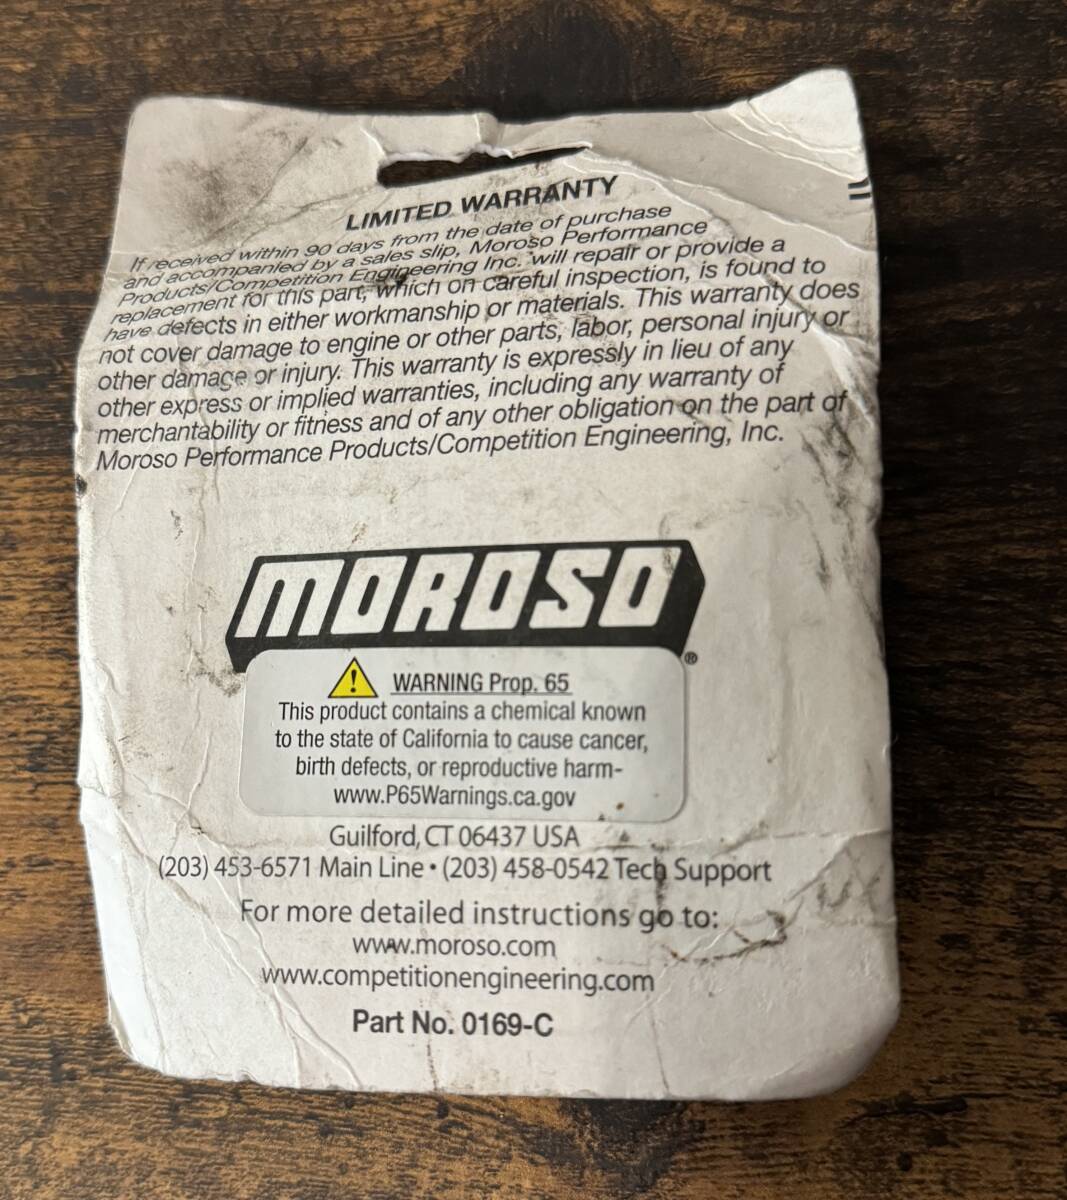 LIMITED WARRANTY
If received within 90 days from the date of purchase
and accompanied by a sales slip, Moroso Performance
Products/Competition Engineering Inc. will repair or provide a
replacement for this part, which on careful inspection, is found to
have defects in either workmanship or materials. This warranty does
not cover damage to engine or other parts, labor, personal injury or
other damage or injury. This warranty is expressly in lieu of any
other express or implied warranties, including any warranty of
merchantability or fitness and of any other obligation on the part of
Moroso Performance Products/Competition Engineering, Inc.
MOROSO®
WARNING Prop. 65
This product contains a chemical known
to the state of California to cause cancer,
birth defects, or reproductive harm-
www.P65Warnings.ca.gov
Guilford, CT 06437 USA
(203) 453-6571 Main Line • (203) 458-0542 Tech Support
For more detailed instructions go to:
www.moroso.com
www.competitionengineering.com
Part No. 0169-C